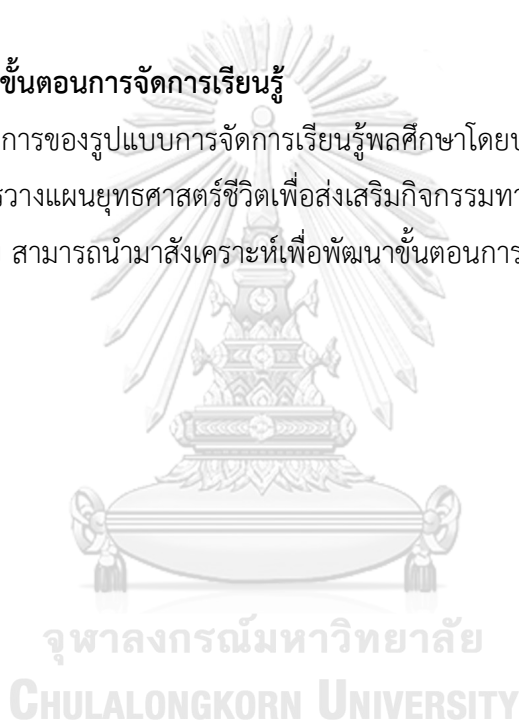 ขั้นตอนการจัดการเรียนรู้
การของรูปแบบการจัดการเรียนรู้พลศึกษาโดย
วางแผนยุทธศาสตร์ชีวิตเพื่อส่งเสริมกิจกรรมทา
สามารถนำมาสังเคราะห์เพื่อพัฒนาขั้นตอนการ
จุฬาลงกรณ์มหาวิทยาลัย
CHULALONGKORN UNIVERSITY